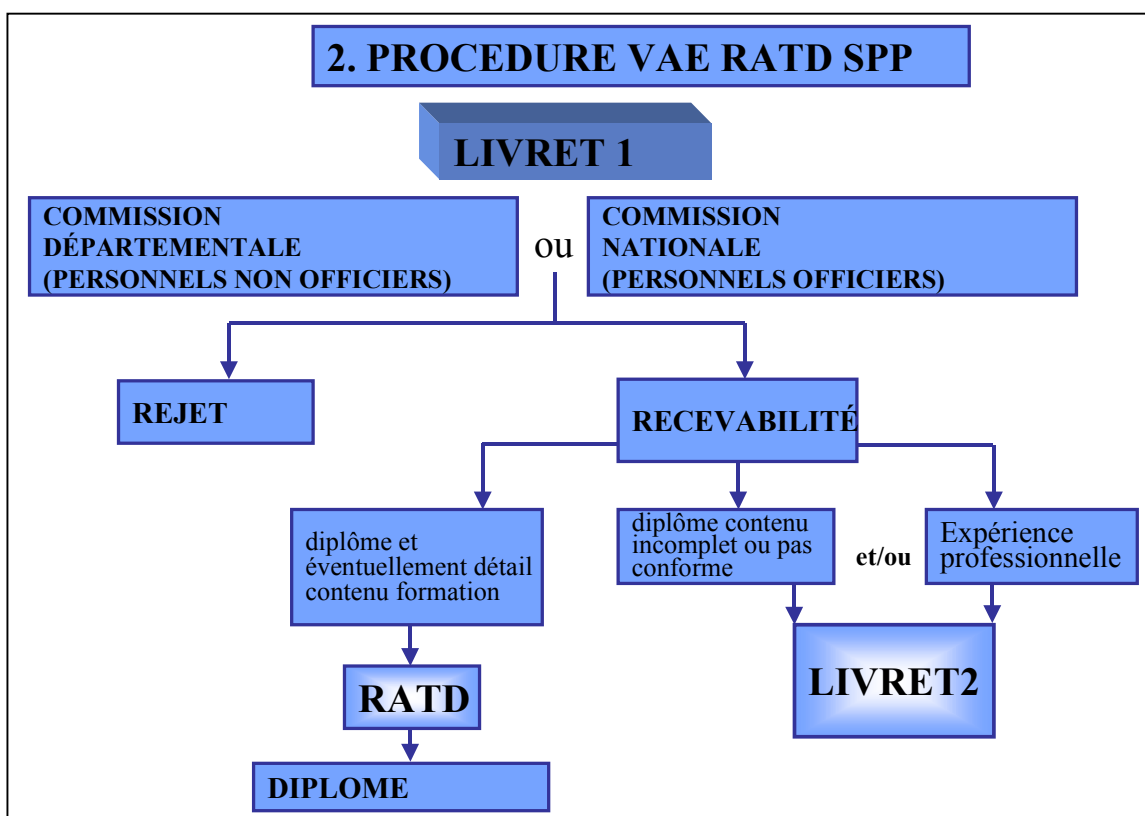 2. PROCEDURE VAE RATD SPP
LIVRET 1
COMMISSION
DÉPARTEMENTALE
(PERSONNELS NON OFFICIERS)
ou
COMMISSION
NATIONALE
(PERSONNELS OFFICIERS)
REJET
RECEVABILITÉ
diplôme et
éventuellement détail
contenu formation
diplôme contenu
incomplet ou pas
conforme
et/ou
Expérience
professionnelle
RATD
LIVRET2
DIPLOME